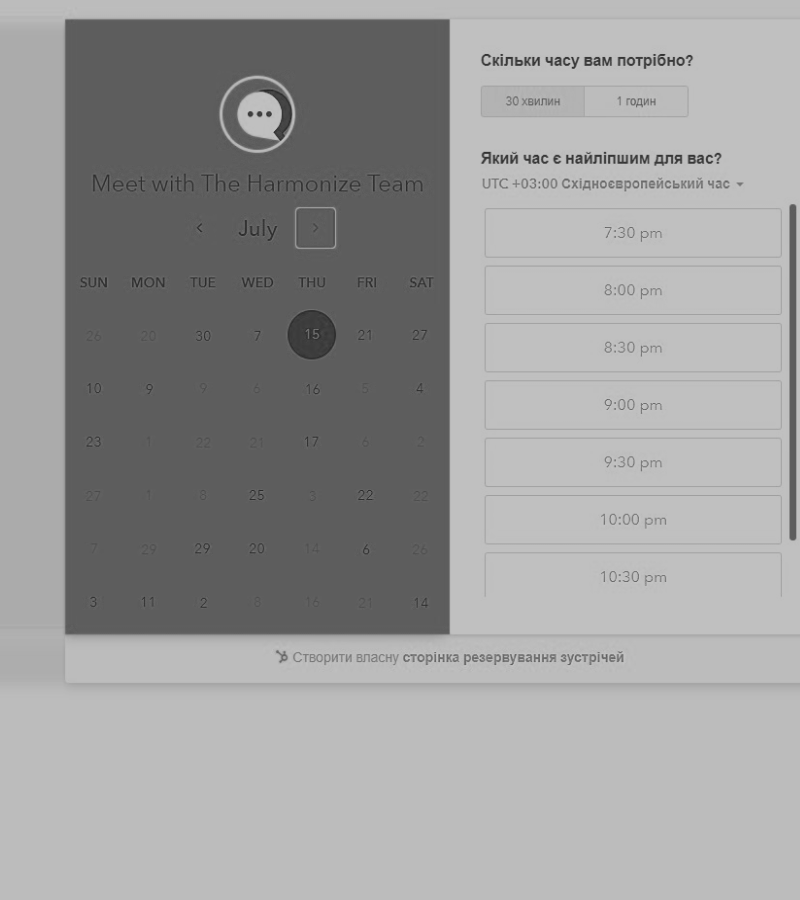 Meet with The Harmonize Team
July
SUN MON TUE WED THU FRI SAT
26 20 30 7 15 21 27
10 9 9 6 16 5 4
23 1 22 21 17 6 2
27 1 8 25 3 22 22
7 29 29 20 14 6 26
3 11 2 8 16 21 14
Скільки часу вам потрібно?
30 хвилин 1 годин
Який час є найліпшим для вас?
UTC +03:00 Східноєвропейський час
7:30 pm
8:00 pm
8:30 pm
9:00 pm
9:30 pm
10:00 pm
10:30 pm
Створити власну сторінка резервування зустрічей